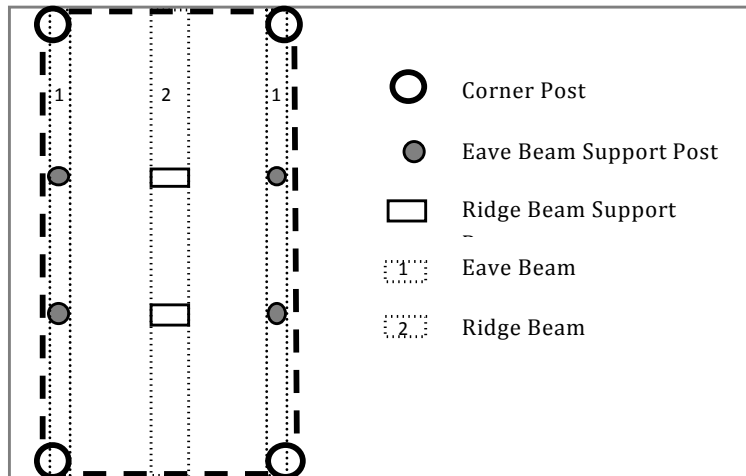 1
2
1
Corner Post
Eave Beam Support Post
Ridge Beam Support
1
Eave Beam
2
Ridge Beam